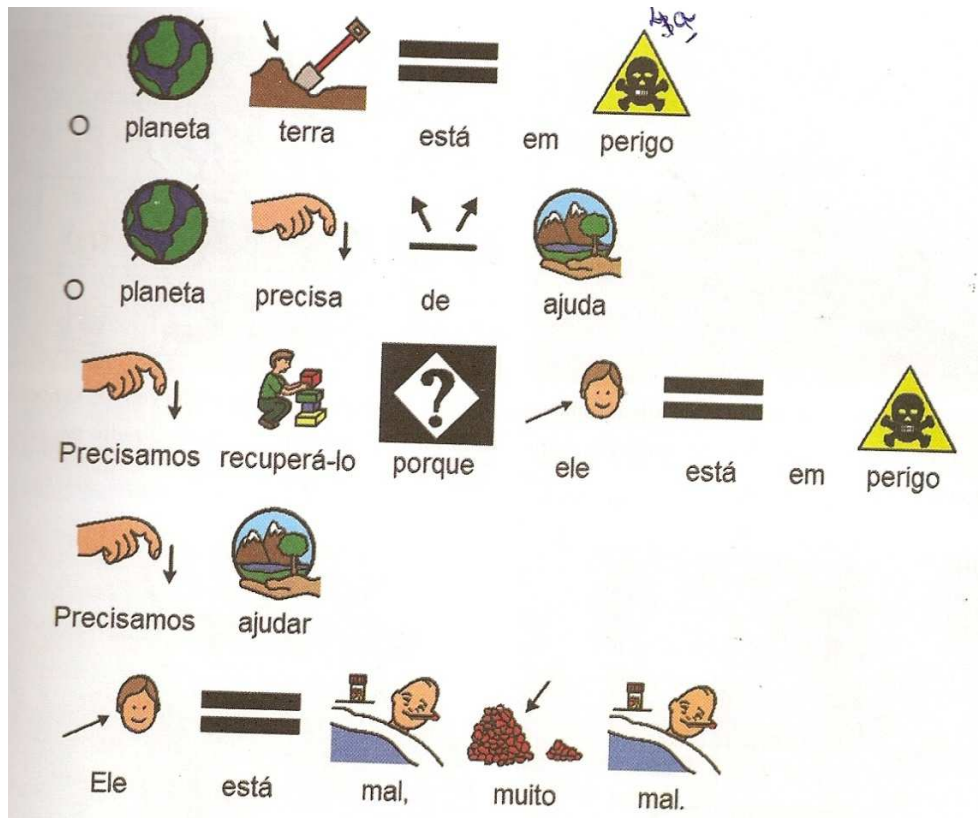 O planeta terra está em perigo
O planeta precisa de ajuda
Precisamos recuperá-lo porque ele está em perigo
Precisamos ajudar
Ele está mal, muito mal.